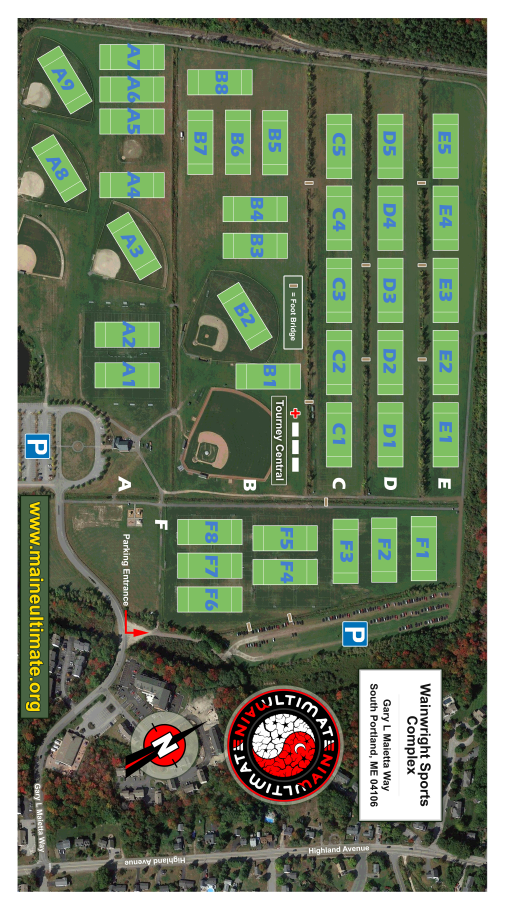 A7
A6
A5
A9
A8
A4
A3
A2
A1
B8
B7
B6
B5
B4
B3
B2
B1
= Foot Bridge
Tourney Central
C5
C4
C3
C2
C1
D5
D4
D3
D2
D1
E5
E4
E3
E2
E1
A
B
C
D
E
F
F8
F7
F6
F5
F4
F3
F2
F1
P
P
Parking Entrance
www.maineultimate.org
Wainwright Sports
Complex
Gary L Maietta Way
South Portland, ME 04106
MAINE ULTIMATE
MAINE ULTIMATE
N
Gary L Maietta Way
Highland Avenue
Highland Avenue